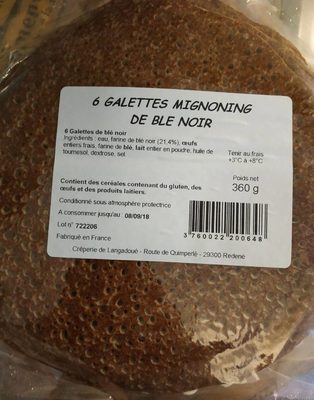 6 GALETTES MIGNONING
DE BLE NOIR
6 Galettes de blé noir
Ingrédients : eau, farine de blé noir (21,4%), œufs
entiers frais, farine de blé, lait entier en poudre, huile de
tournesol, dextrose, sel.
Tenir au frais
+3°C à +8°C
Contient des céréales contenant du gluten, des
œufs et des produits laitiers.
Poids net
360 g
Conditionné sous atmosphère protectrice
A consommer jusqu'au : 08/09/18
Lot n° 722206
Fabriqué en France
3 760022 200648
Crêperie de Langadoué - Route de Quimperlé - 29300 Redene